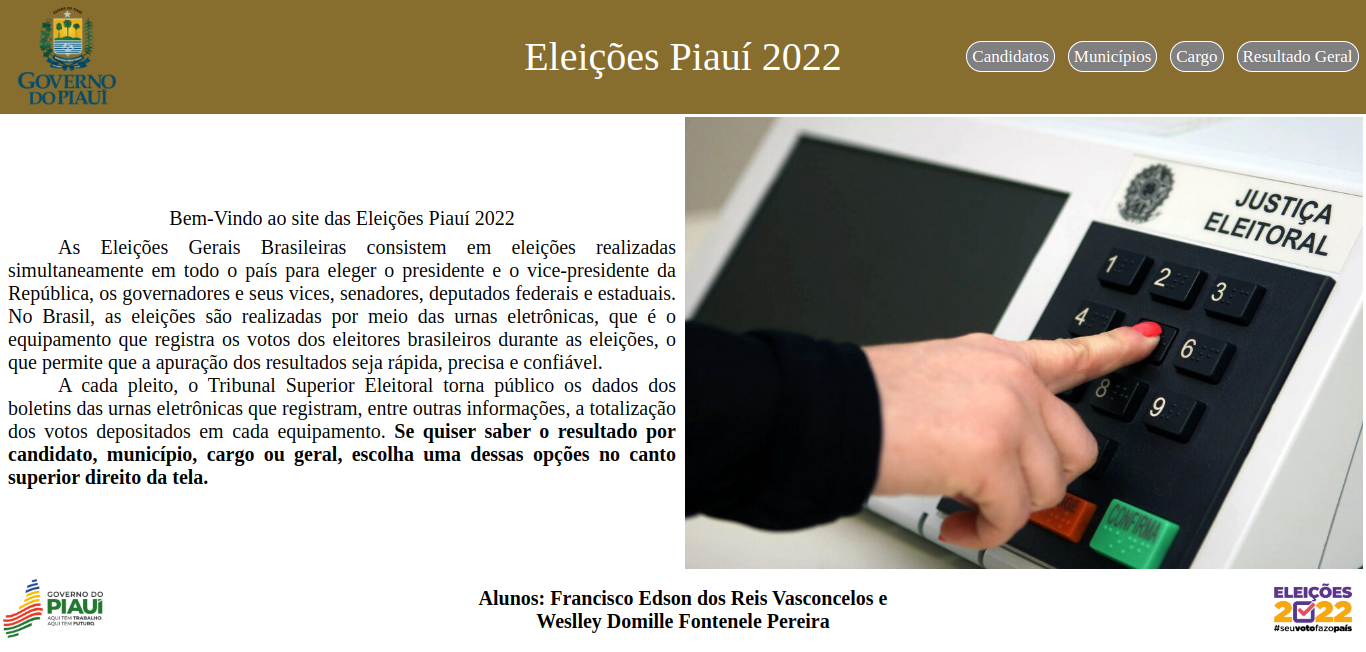 GOVERNO
DO PIAUÍ
Eleições Piauí 2022
Candidatos
Municípios
Cargo
Resultado Geral
Bem-Vindo ao site das Eleições Piauí 2022
As Eleições Gerais Brasileiras consistem em eleições realizadas
simultaneamente em todo o país para eleger o presidente e o vice-presidente da
República, os governadores e seus vices, senadores, deputados federais e estaduais.
No Brasil, as eleições são realizadas por meio das urnas eletrônicas, que é o
equipamento que registra os votos dos eleitores brasileiros durante as eleições, o
que permite que a apuração dos resultados seja rápida, precisa e confiável.
A cada pleito, o Tribunal Superior Eleitoral torna público os dados dos
boletins das urnas eletrônicas que registram, entre outras informações, a totalização
dos votos depositados em cada equipamento. Se quiser saber o resultado por
candidato, município, cargo ou geral, escolha uma dessas opções no canto
superior direito da tela.
JUSTIÇA
ELEITORAL
1 2 3
4 6
8 9
CONFIRMA
GOVERNO DO
PIAUÍ
AQUI TEM TRABALHO.
AQUI TEM FUTURO.
Alunos: Francisco Edson dos Reis Vasconcelos e
Weslley Domille Fontenele Pereira
ELEIÇÕES
2022
#seuvotofazopaís